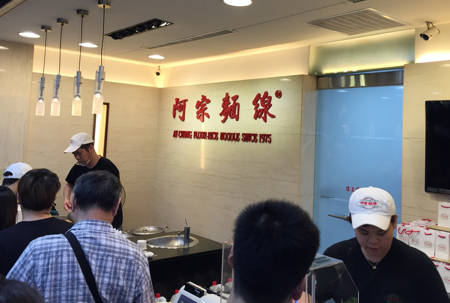 阿宗麵線
AY-CHUNG FLOUR-RICE NOODLE SINCE 1975